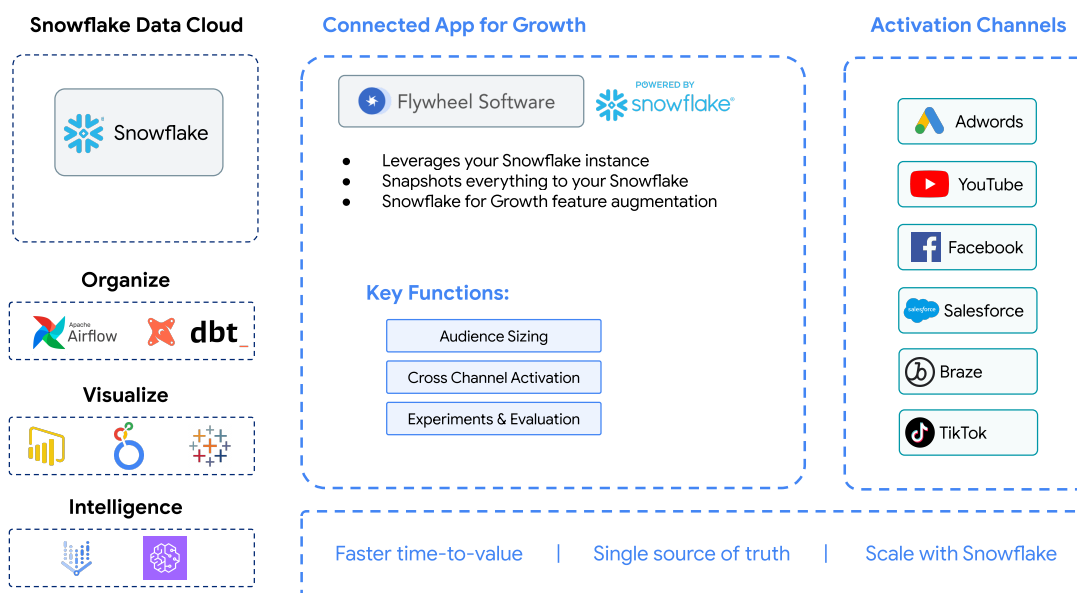 Snowflake Data Cloud
Snowflake
Organize
Apache
Airflow
dbt_
Visualize
Intelligence
Connected App for Growth
Flywheel Software
POWERED BY
snowflake®
● Leverages your Snowflake instance
● Snapshots everything to your Snowflake
● Snowflake for Growth feature augmentation
Key Functions:
Audience Sizing
Cross Channel Activation
Experiments & Evaluation
Activation Channels
Adwords
YouTube
Facebook
salesforce Salesforce
Braze
TikTok
Faster time-to-value | Single source of truth | Scale with Snowflake